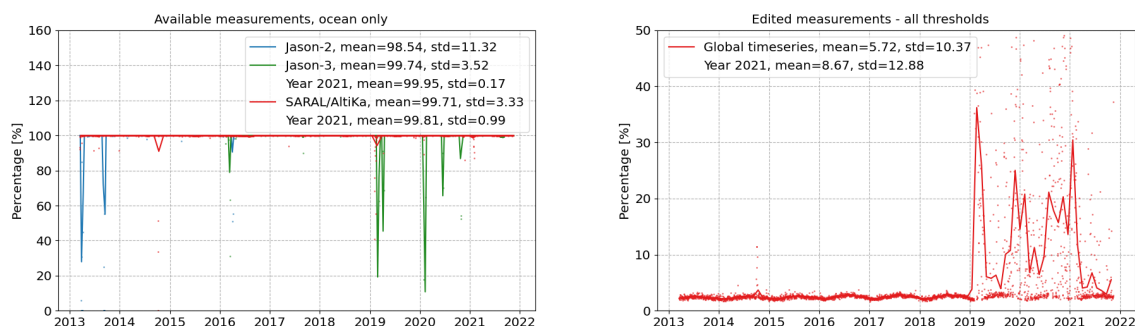 Available measurements, ocean only
Percentage [%]
160
140
120
100
80
60
40
20
0
Jason-2, mean=98.54, std=11.32
Jason-3, mean=99.74, std=3.52
Year 2021, mean=99.95, std=0.17
SARAL/AltiKa, mean=99.71, std=3.33
Year 2021, mean=99.81, std=0.99
2013 2014 2015 2016 2017 2018 2019 2020 2021 2022
Edited measurements - all thresholds
Percentage [%]
50
40
30
20
10
0
Global timeseries, mean=5.72, std=10.37
Year 2021, mean=8.67, std=12.88
2013 2014 2015 2016 2017 2018 2019 2020 2021 2022